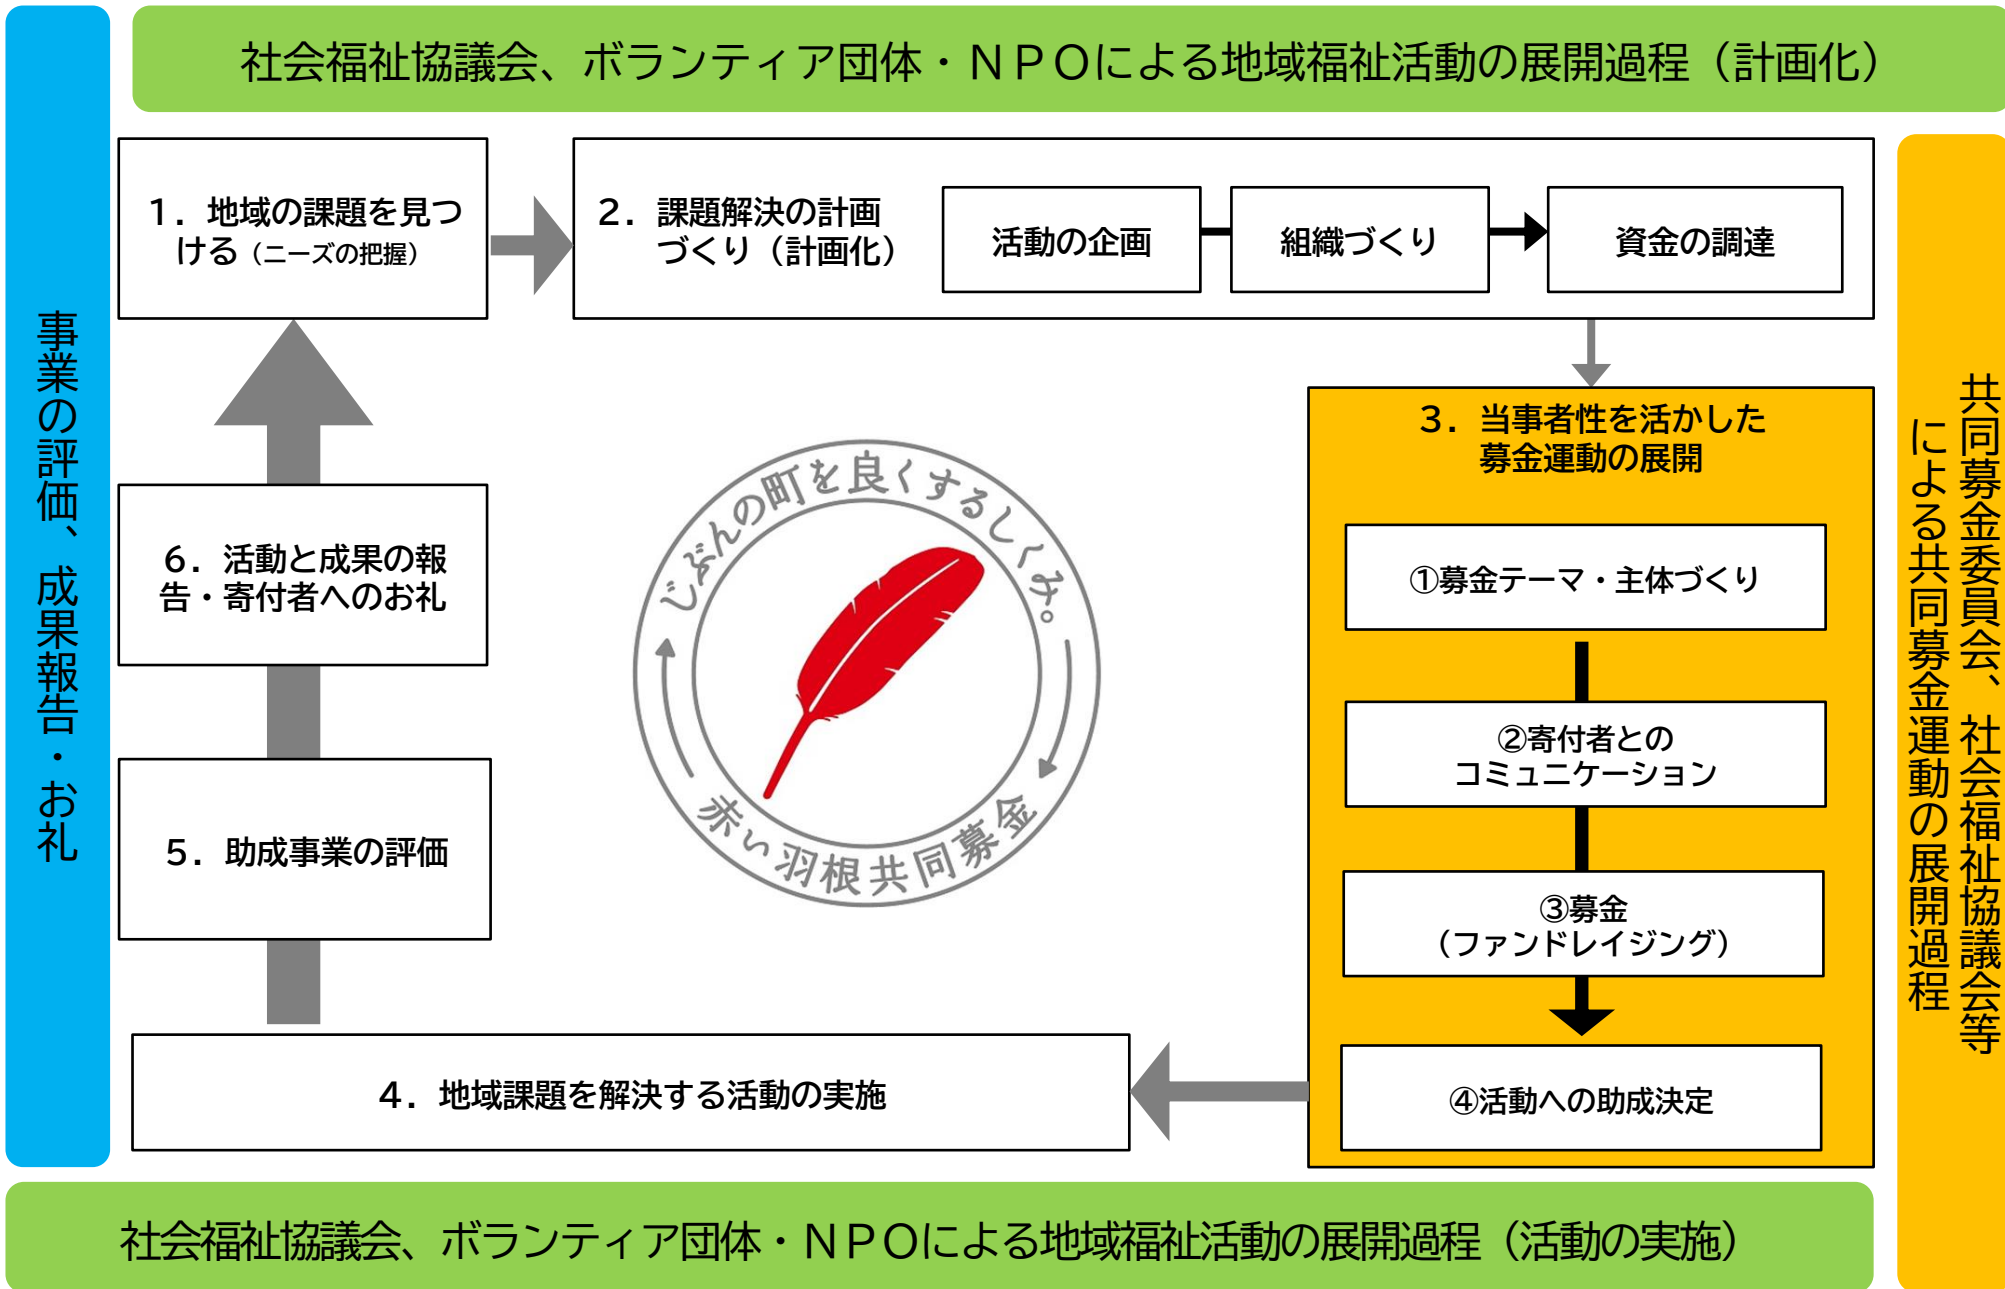 社会福祉協議会、ボランティア団体・ＮＰＯによる地域福祉活動の展開過程（計画化）
事業の評価、成果報告・お礼
１．地域の課題を見つ
ける（ニーズの把握）
２．課題解決の計画
づくり（計画化）
活動の企画
組織づくり
資金の調達
共同募金委員会、社会福祉協議会等
による共同募金運動の展開過程
３．当事者性を活かした
募金運動の展開
①募金テーマ・主体づくり
②寄付者との
コミュニケーション
③募金
（ファンドレイジング）
④活動への助成決定
じぶんの町を良くするしくみ。
赤い羽根共同募金
６．活動と成果の報
告・寄付者へのお礼
５．助成事業の評価
４．地域課題を解決する活動の実施
社会福祉協議会、ボランティア団体・ＮＰＯによる地域福祉活動の展開過程（活動の実施）